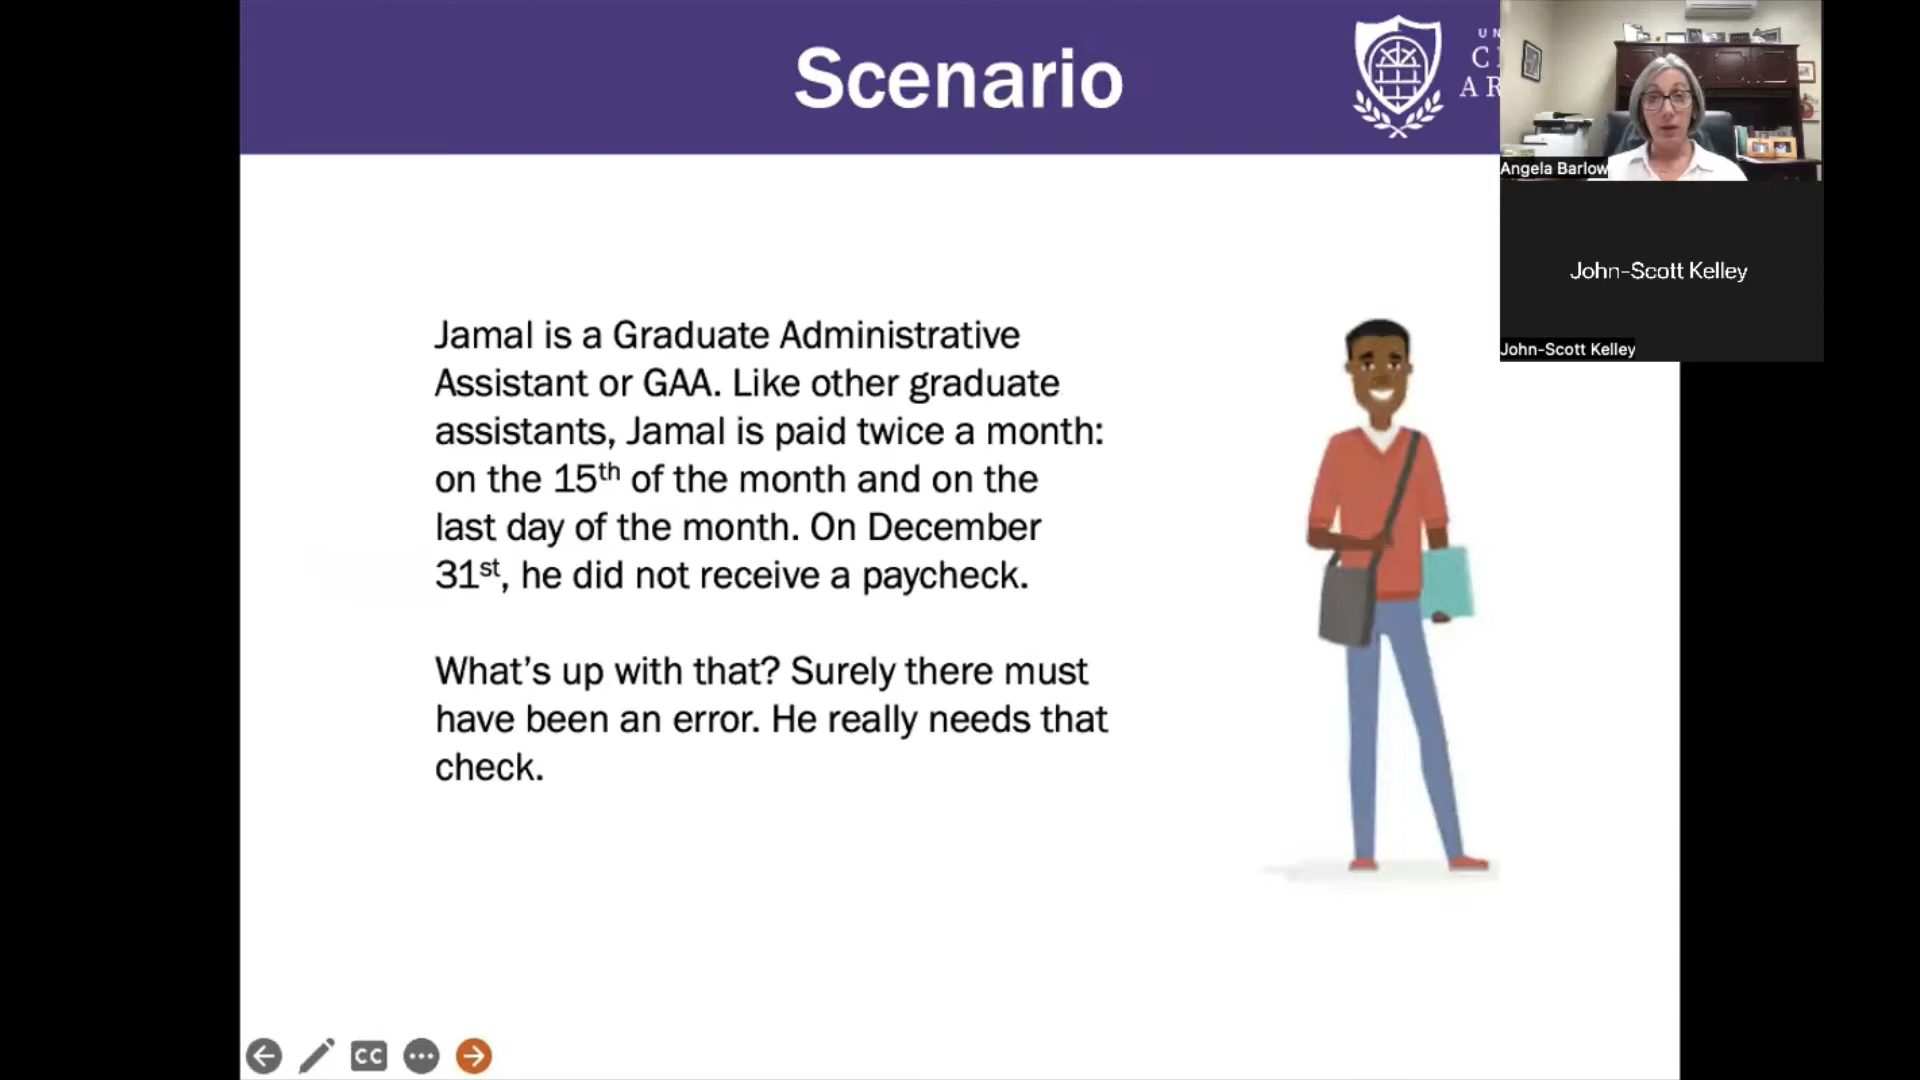 Scenario
UN
C
AR
Angela Barlow
John-Scott Kelley
John-Scott Kelley
Jamal is a Graduate Administrative
Assistant or GAA. Like other graduate
assistants, Jamal is paid twice a month:
on the 15th of the month and on the
last day of the month. On December
31st, he did not receive a paycheck.
What's up with that? Surely there must
have been an error. He really needs that
check.
CC